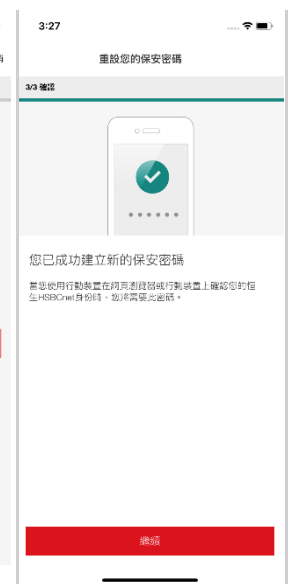 3:27
重設您的保安密碼
3/3 確認
您已成功建立新的保安密碼
當您使用行動裝置在網頁瀏覽器或行動裝置上確認您的恒
生HSBCnet身份時，您將需要此密碼。
繼續